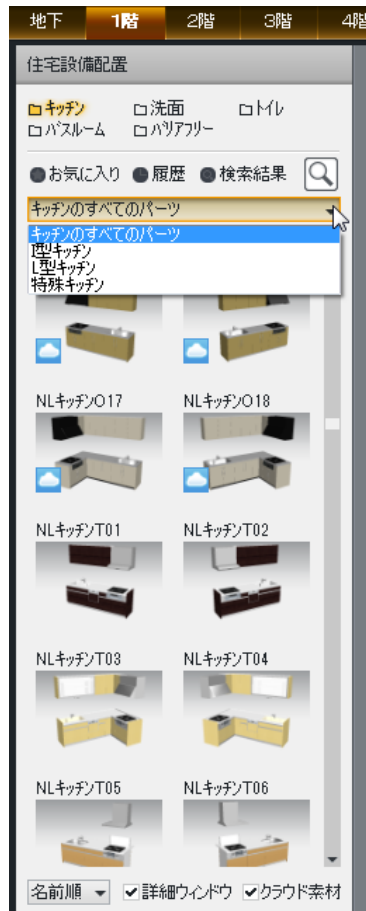 地下 1階 2階 3階 4階
住宅設備配置
キッチン 洗面 トイレ
バスルーム バリアフリー
お気に入り 履歴 検索結果
キッチンのすべてのパーツ
キッチンのすべてのパーツ
I型キッチン
L型キッチン
特殊キッチン
NLキッチンO17 NLキッチンO18
NLキッチンT01 NLキッチンT02
NLキッチンT03 NLキッチンT04
NLキッチンT05 NLキッチンT06
名前順 詳細ウィンドウ クラウド素材